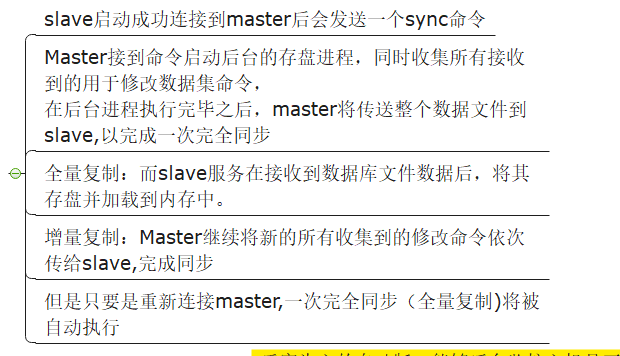 slave启动成功连接到master后会发送一个sync命令
Master接到命令启动后台的存盘进程，同时收集所有接收
到的用于修改数据集命令，
在后台进程执行完毕之后，master将传送整个数据文件到
slave,以完成一次完全同步
全量复制：而slave服务在接收到数据库文件数据后，将其
存盘并加载到内存中。
增量复制：Master继续将新的所有收集到的修改命令依次
传给slave,完成同步
但是只要是重新连接master,一次完全同步（全量复制)将被
自动执行